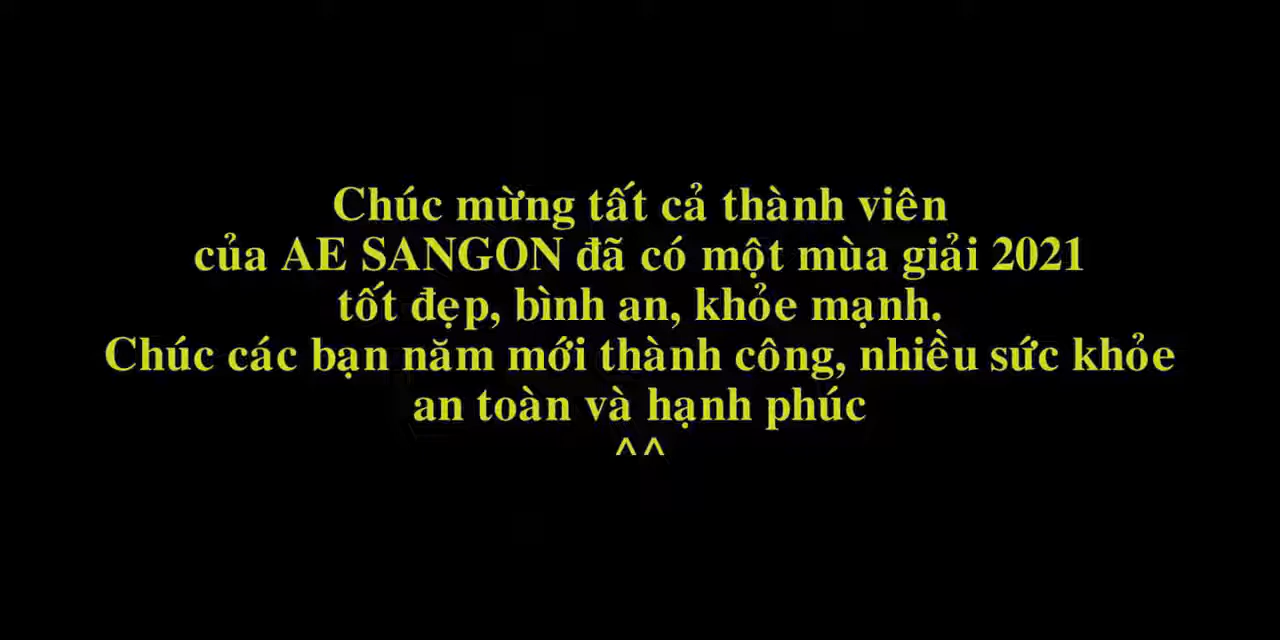 Chúc mừng tất cả thành viên
của AE SANGON đã có một mùa giải 2021
tốt đẹp, bình an, khỏe mạnh.
Chúc các bạn năm mới thành công, nhiều sức khỏe
an toàn và hạnh phúc
^^